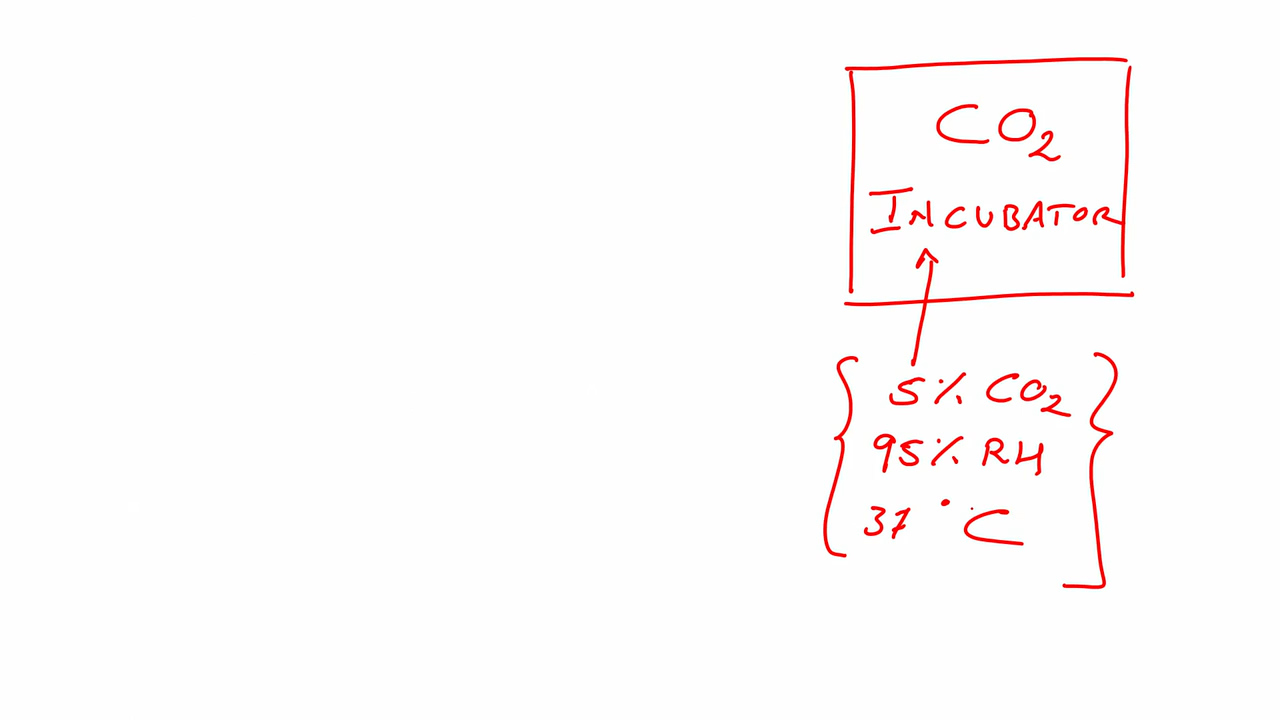 CO₂
INCUBATOR
5% CO₂
95% RH
37 °C